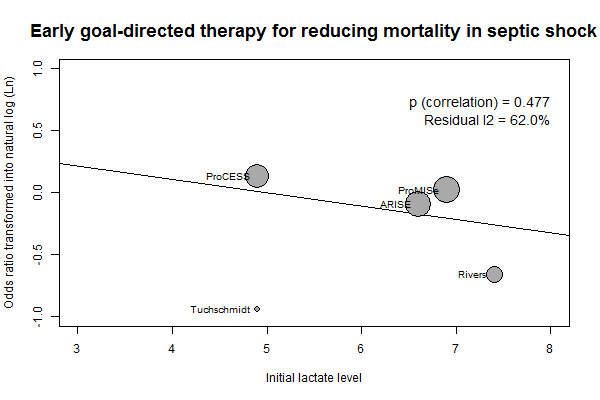 Early goal-directed therapy for reducing mortality in septic shock
Odds ratio transformed into natural log (Ln)
1.0
0.5
0.0
-0.5
-1.0
p (correlation) = 0.477
Residual I2 = 62.0%
ProCESS
ProMISe
ARISE
Rivers
Tuchschmidt
3 4 5 6 7 8
Initial lactate level